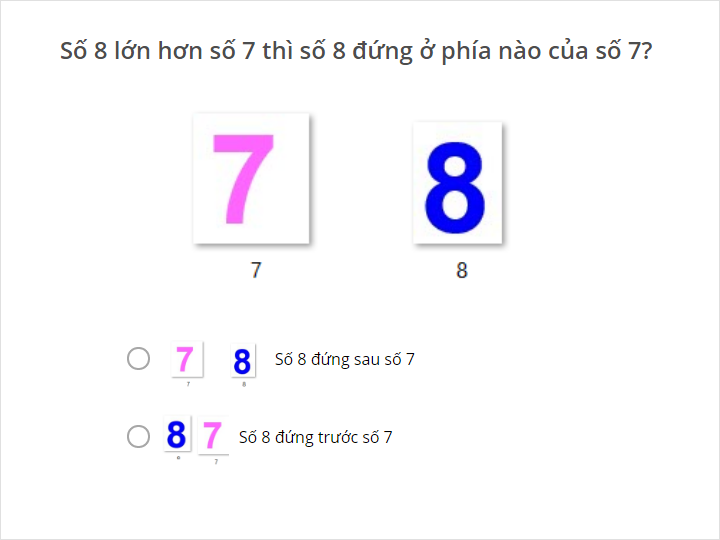 Số 8 lớn hơn số 7 thì số 8 đứng ở phía nào của số 7?
7 8
7 8
7 8 Số 8 đứng sau số 7
7 8
8 7 Số 8 đứng trước số 7
7